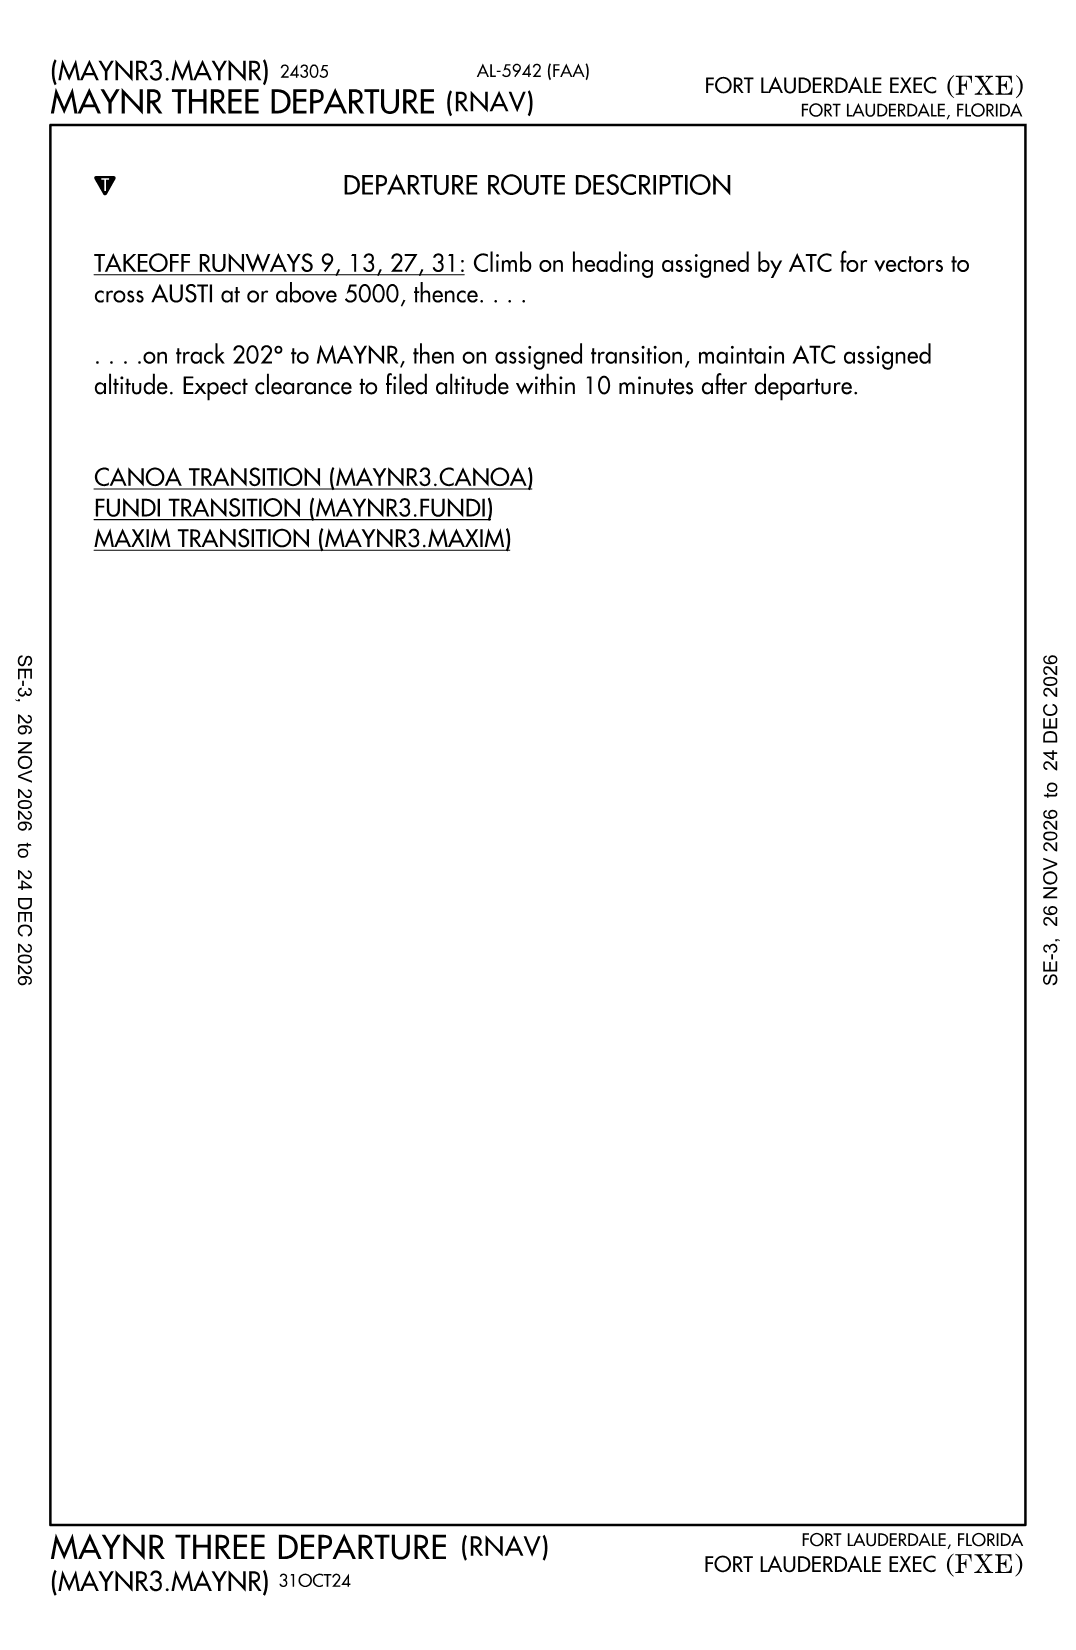 (MAYNR3.MAYNR) 24305
AL-5942 (FAA)
MAYNR THREE DEPARTURE (RNAV)
FORT LAUDERDALE EXEC (FXE)
FORT LAUDERDALE, FLORIDA
T
DEPARTURE ROUTE DESCRIPTION
TAKEOFF RUNWAYS 9, 13, 27, 31: Climb on heading assigned by ATC for vectors to
cross AUSTI at or above 5000, thence. . . .
. . . .on track 202° to MAYNR, then on assigned transition, maintain ATC assigned
altitude. Expect clearance to filed altitude within 10 minutes after departure.
CANOA TRANSITION (MAYNR3.CANOA)
FUNDI TRANSITION (MAYNR3.FUNDI)
MAXIM TRANSITION (MAYNR3.MAXIM)
SE-3, 26 NOV 2026 to 24 DEC 2026
SE-3, 26 NOV 2026 to 24 DEC 2026
MAYNR THREE DEPARTURE (RNAV)
(MAYNR3.MAYNR) 31OCT24
FORT LAUDERDALE, FLORIDA
FORT LAUDERDALE EXEC (FXE)